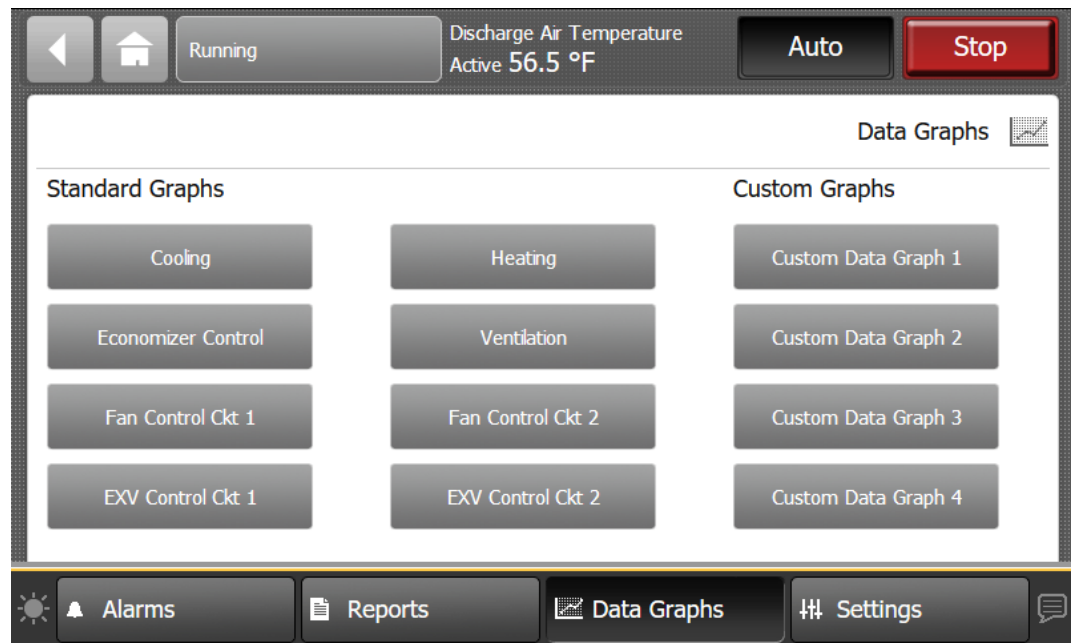 Running
Discharge Air Temperature
Active 56.5 °F
Auto
Stop
Data Graphs
Standard Graphs
Custom Graphs
Cooling
Heating
Custom Data Graph 1
Economizer Control
Ventilation
Custom Data Graph 2
Fan Control Ckt 1
Fan Control Ckt 2
Custom Data Graph 3
EXV Control Ckt 1
EXV Control Ckt 2
Custom Data Graph 4
Alarms
Reports
Data Graphs
Settings